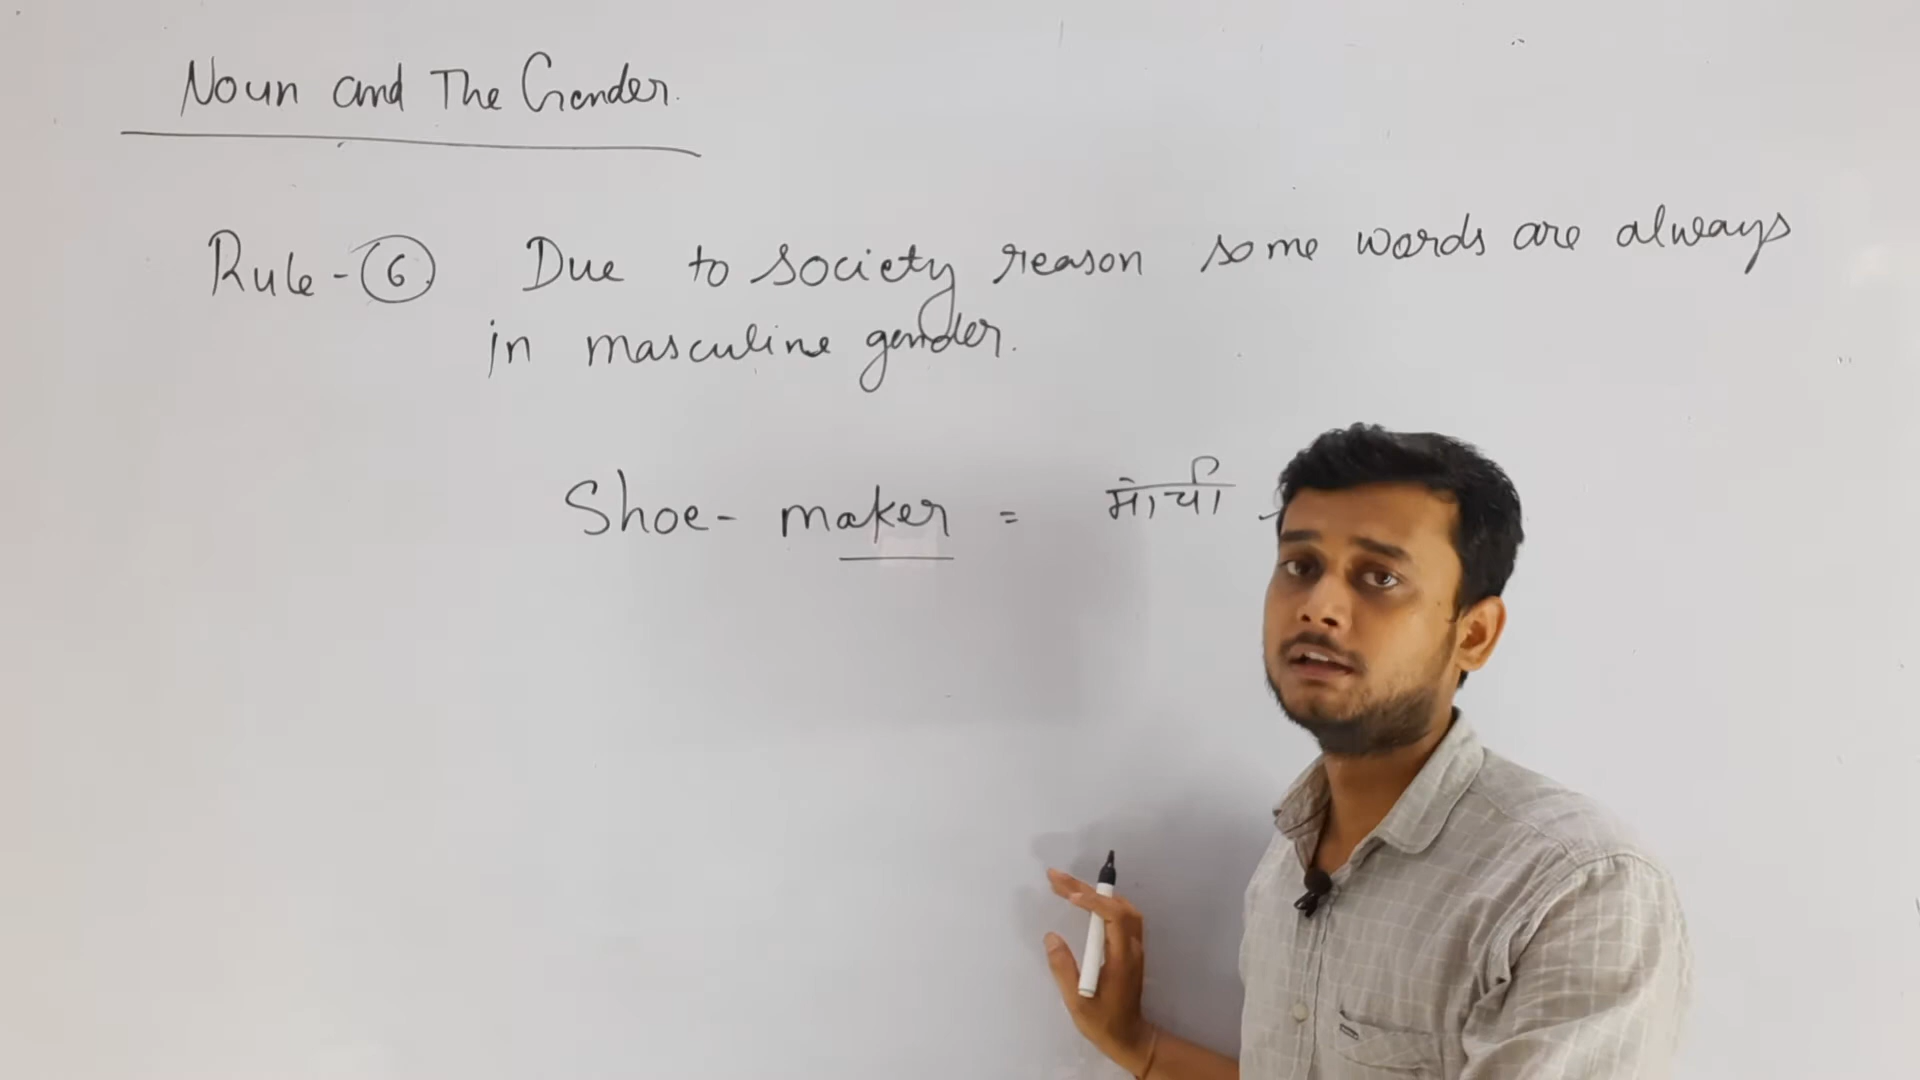 Noun and The Gender.
Rule-6 Due to society reason some words are always
in masculine gender.
Shoe-maker = मोची